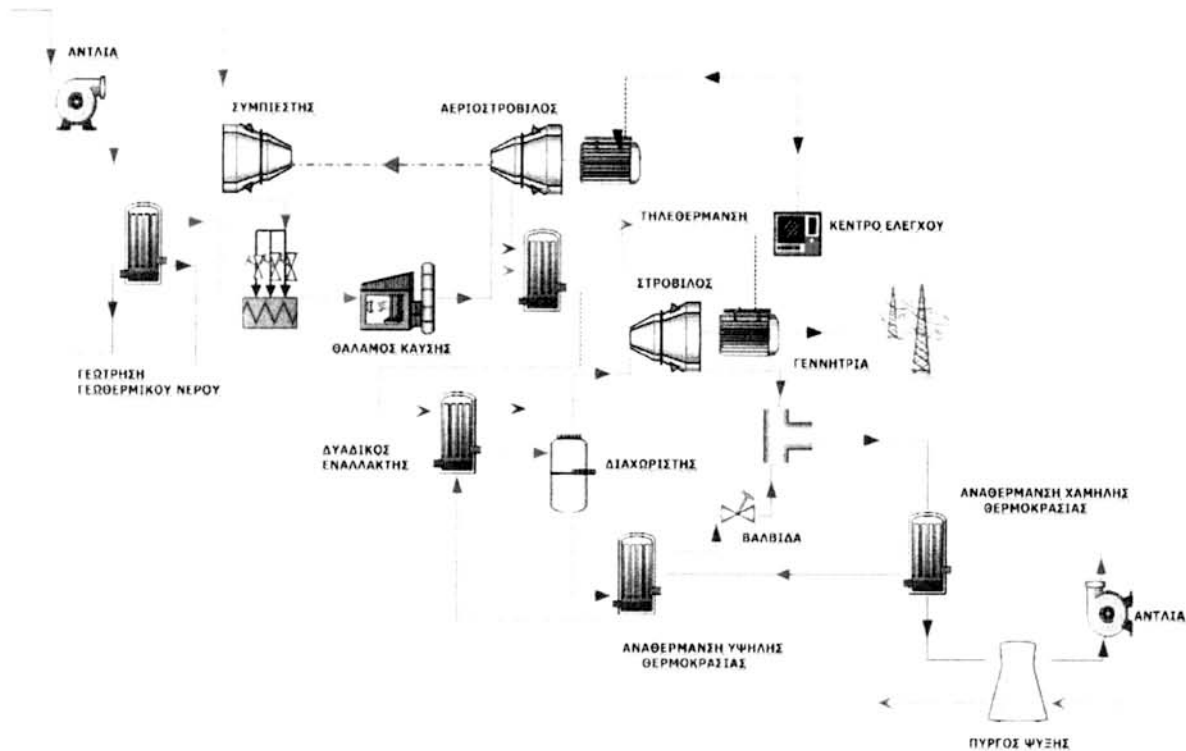 ΑΝΤΛΙΑ
ΣΥΜΠΙΕΣΤΗΣ
ΑΕΡΙΟΣΤΡΟΒΙΛΟΣ
ΤΗΛΕΘΕΡΜΑΝΣΗ
ΚΕΝΤΡΟ ΕΛΕΓΧΟΥ
ΣΤΡΟΒΙΛΟΣ
ΘΑΛΑΜΟΣ ΚΑΥΣΗΣ
ΓΕΝΝΗΤΡΙΑ
ΓΕΩΤΡΗΣΗ
ΓΕΩΘΕΡΜΙΚΟΥ ΝΕΡΟΥ
ΔΥΑΔΙΚΟΣ
ΕΝΑΛΛΑΚΤΗΣ
ΔΙΑΧΩΡΙΣΤΗΣ
ΑΝΑΘΕΡΜΑΝΣΗ ΧΑΜΗΛΗΣ
ΘΕΡΜΟΚΡΑΣΙΑΣ
ΒΑΛΒΙΔΑ
ΑΝΤΛΙΑ
ΑΝΑΘΕΡΜΑΝΣΗ ΥΨΗΛΗΣ
ΘΕΡΜΟΚΡΑΣΙΑΣ
ΠΥΡΓΟΣ ΨΥΞΗΣ